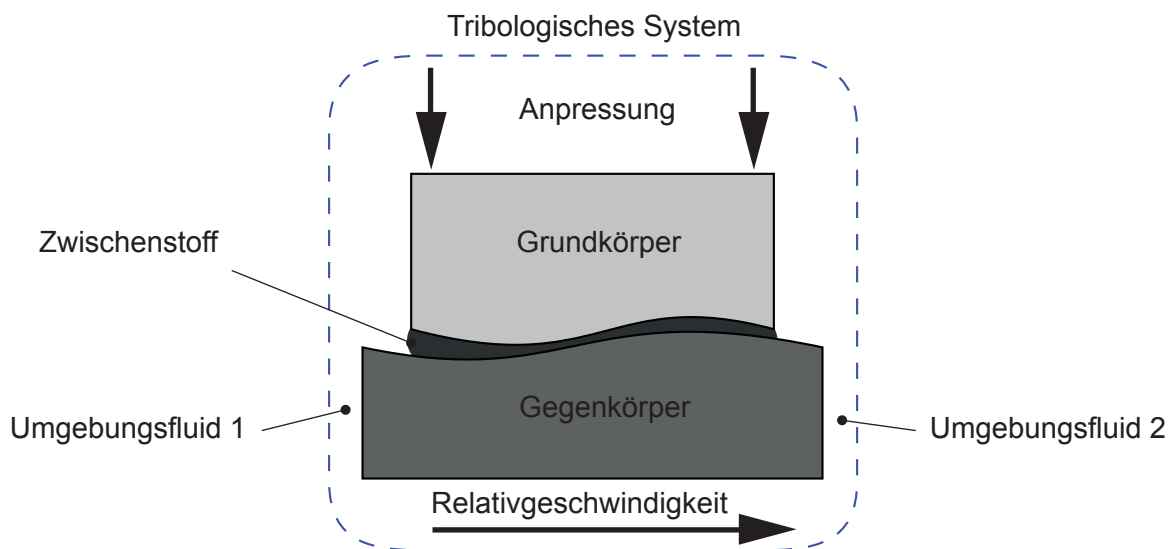 Tribologisches System
Anpressung
Zwischenstoff
Grundkörper
Gegenkörper
Umgebungsfluid 1
Umgebungsfluid 2
Relativgeschwindigkeit